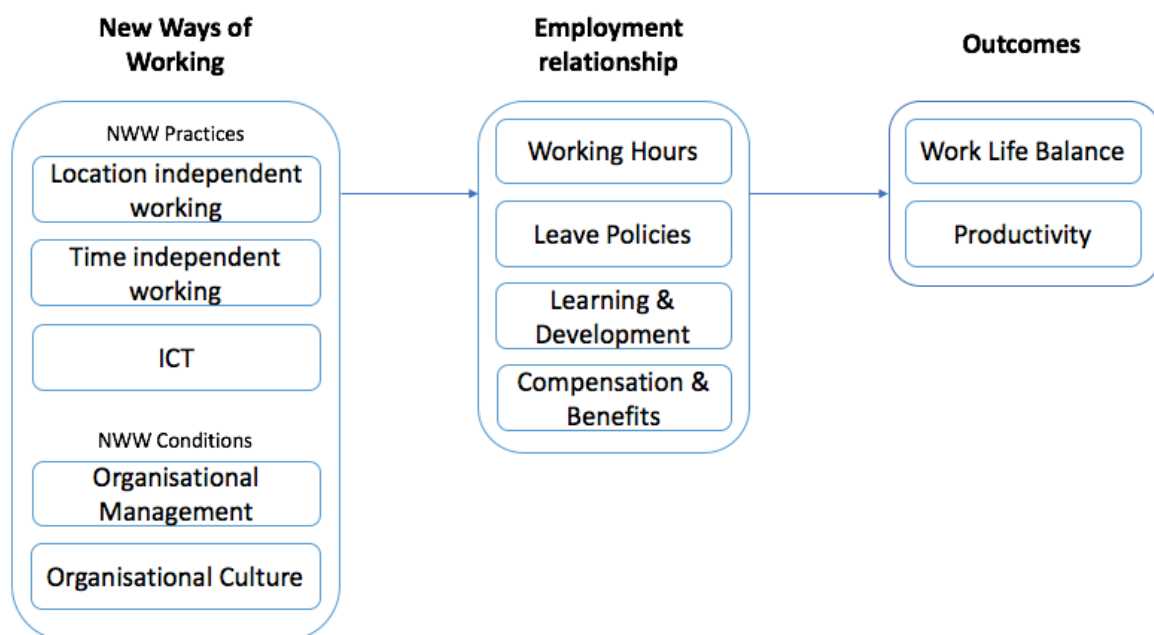 New Ways of
Working
NWW Practices
Location independent
working
Time independent
working
ICT
NWW Conditions
Organisational
Management
Organisational Culture
Employment
relationship
Working Hours
Leave Policies
Learning &
Development
Compensation &
Benefits
Outcomes
Work Life Balance
Productivity